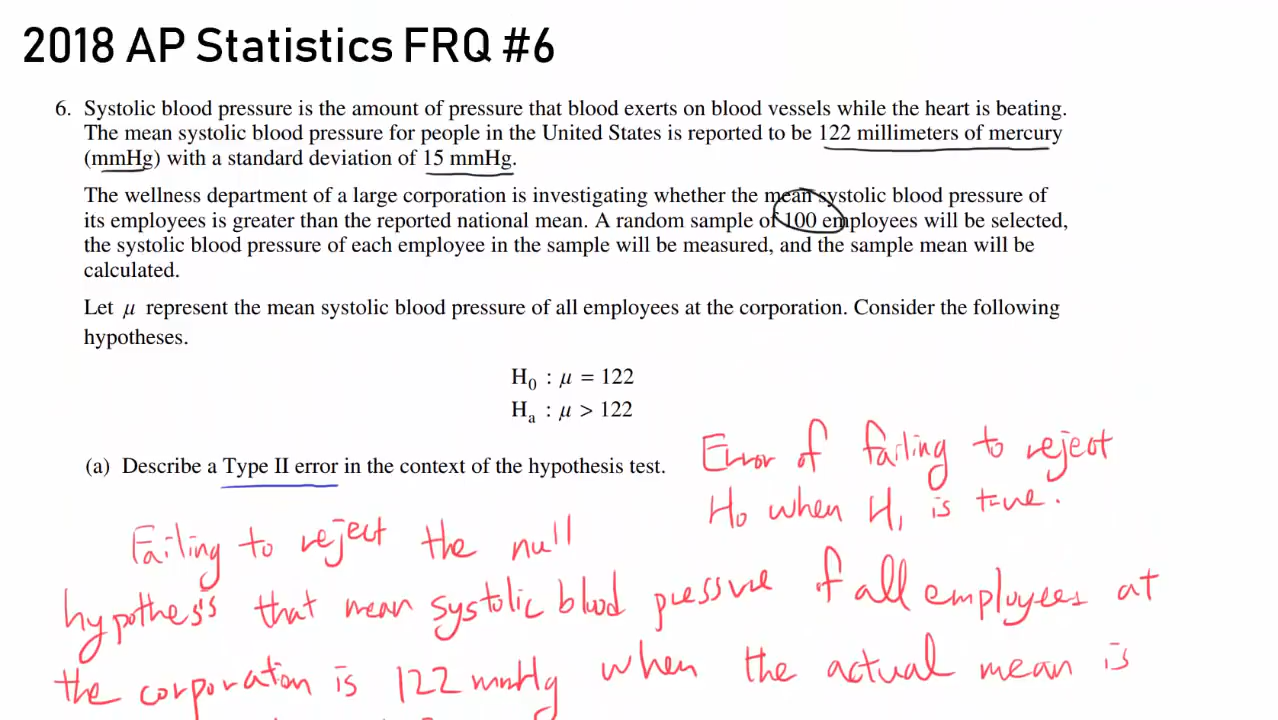 2018 AP Statistics FRQ #6
6. Systolic blood pressure is the amount of pressure that blood exerts on blood vessels while the heart is beating.
The mean systolic blood pressure for people in the United States is reported to be 122 millimeters of mercury
(mmHg) with a standard deviation of 15 mmHg.
The wellness department of a large corporation is investigating whether the mean systolic blood pressure of
its employees is greater than the reported national mean. A random sample of 100 employees will be selected,
the systolic blood pressure of each employee in the sample will be measured, and the sample mean will be
calculated.
Let μ represent the mean systolic blood pressure of all employees at the corporation. Consider the following
hypotheses.
H₀ : μ = 122
Hₐ : μ > 122
(a) Describe a Type II error in the context of the hypothesis test.
Error of failing to reject
H₀ when H₁ is true.
Failing to reject the null
hypothesis that mean systolic blood pressure of all employees at
the corporation is 122 mmHg when the actual mean is